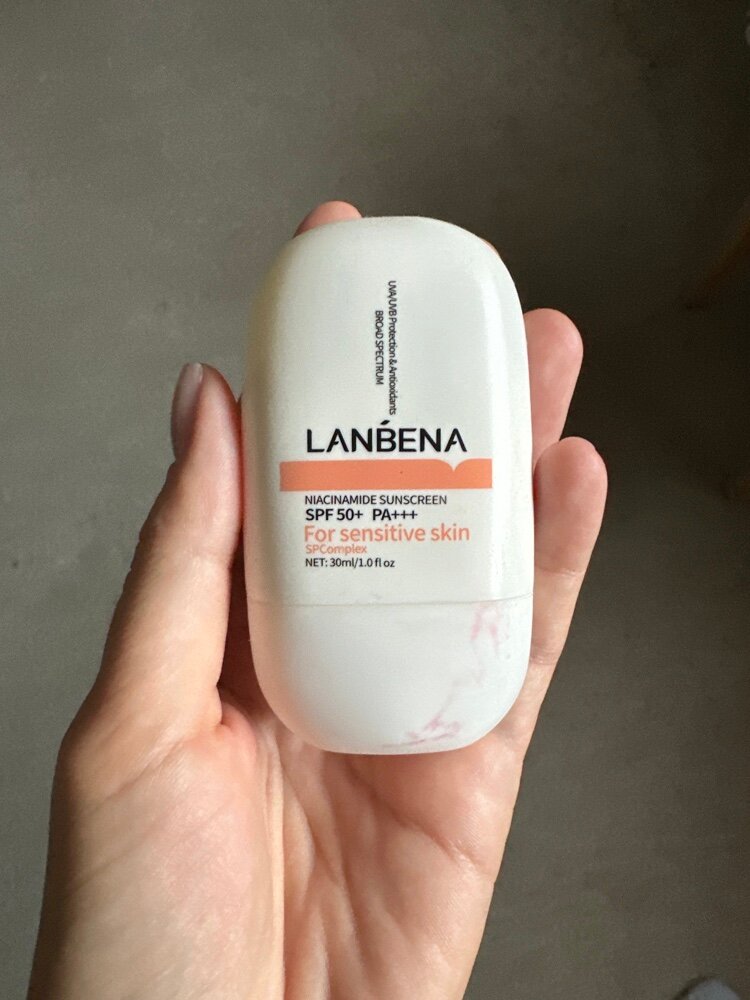 UVA/UVB Protection & Antioxidants
BROAD SPECTRUM
LANBENA
NIACINAMIDE SUNSCREEN
SPF 50+ PA+++
For sensitive skin
SPComplex
NET: 30ml/1.0 fl oz